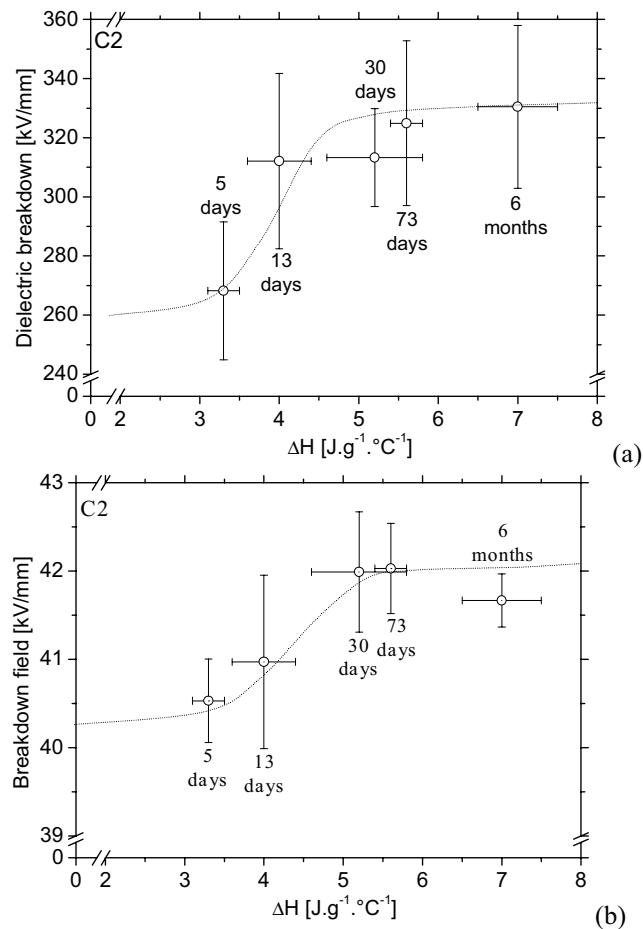 360
C2
340
320
300
280
260
240
0
Dielectric breakdown [kV/mm]
5
days
13
days
30
days
73
days
6
months
0 2 3 4 5 6 7 8
ΔH [J.g⁻¹.°C⁻¹]
(a)
43
C2
42
41
40
39
0
Breakdown field [kV/mm]
5
days
13
days
30
days
73
days
6
months
0 2 3 4 5 6 7 8
ΔH [J.g⁻¹.°C⁻¹]
(b)